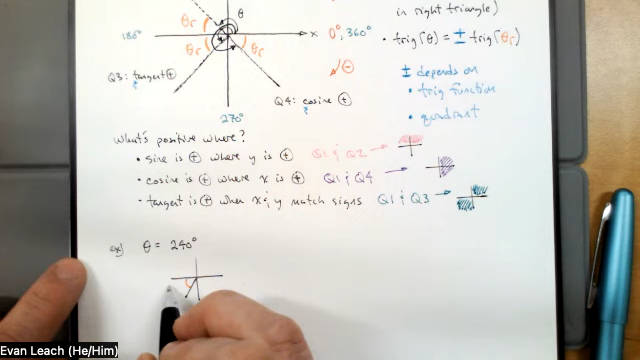 in right triangle)
θr
θ
180°
x
0°, 360°
• trig(θ) = ± trig(θr)
θr
θr
Q3: tangent ⊕
⊖
± depends on
• trig function
Q4: cosine ⊕
270°
• quadrant
What's positive where?
• sine is ⊕ where y is ⊕ Q1 & Q2 →
• cosine is ⊕ where x is ⊕ Q1 & Q4 →
• tangent is ⊕ when x & y match signs Q1 & Q3 →
ex) θ = 240°
Evan Leach (He/Him)